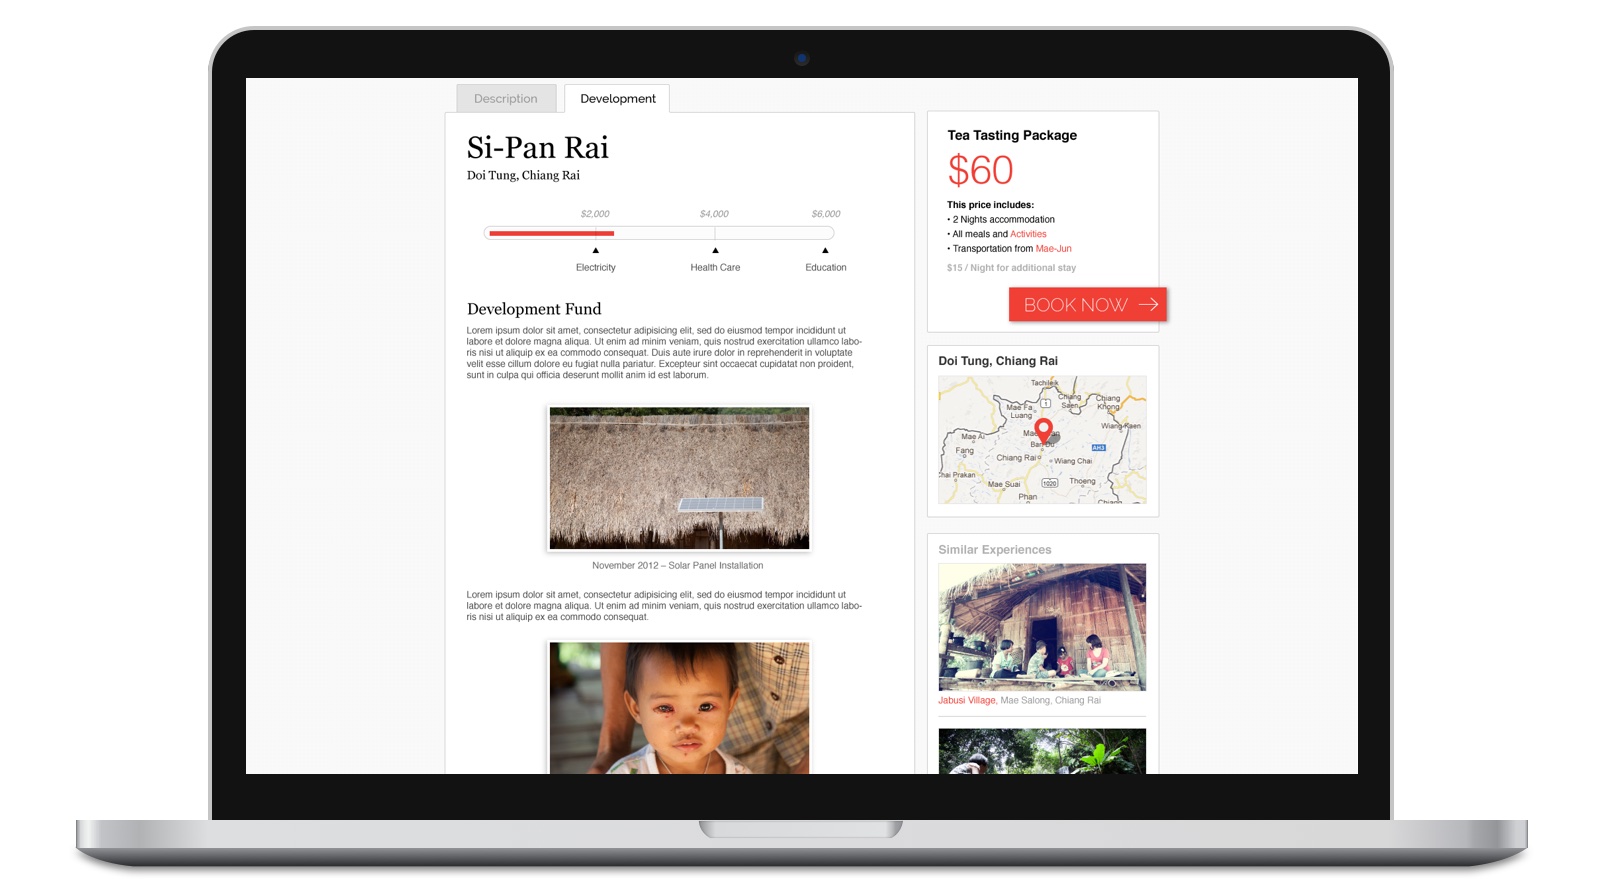 Description
Development
Si-Pan Rai
Doi Tung, Chiang Rai
$2,000
$4,000
$6,000
Electricity
Health Care
Education
Development Fund
Lorem ipsum dolor sit amet, consectetur adipisicing elit, sed do eiusmod tempor incididunt ut
labore et dolore magna aliqua. Ut enim ad minim veniam, quis nostrud exercitation ullamco labo-
ris nisi ut aliquip ex ea commodo consequat. Duis aute irure dolor in reprehenderit in voluptate
velit esse cillum dolore eu fugiat nulla pariatur. Excepteur sint occaecat cupidatat non proident,
sunt in culpa qui officia deserunt mollit anim id est laborum.
November 2012 – Solar Panel Installation
Lorem ipsum dolor sit amet, consectetur adipisicing elit, sed do eiusmod tempor incididunt ut
labore et dolore magna aliqua. Ut enim ad minim veniam, quis nostrud exercitation ullamco labo-
ris nisi ut aliquip ex ea commodo consequat.
Tea Tasting Package
$60
This price includes:
• 2 Nights accommodation
• All meals and Activities
• Transportation from Mae-Jun
$15 / Night for additional stay
BOOK NOW
Doi Tung, Chiang Rai
Tachileik
Chiang
Saen
Chiang
Khong
1
Mae Fa
Luang
Wiang Kaen
Mae Ai
Ban Du
AH3
Fang
Chiang Rai
Wiang Chai
Prakan
Mae Suai
1020
Thoeng
Phan
Similar Experiences
Jabusi Village, Mae Salong, Chiang Rai